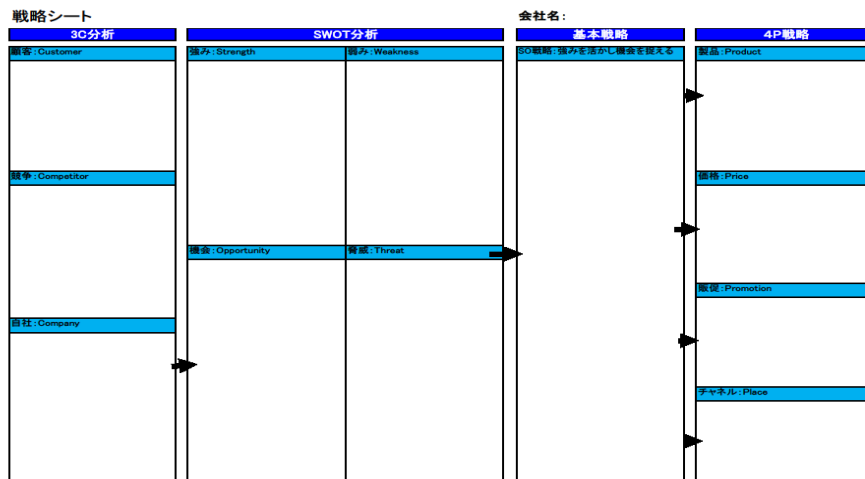 戦略シート
会社名:
3C分析
SWOT分析
基本戦略
4P戦略
顧客:Customer
強み:Strength
弱み:Weakness
SO戦略:強みを活かし機会を捉える
製品:Product
競争:Competitor
価格:Price
機会:Opportunity
脅威:Threat
販促:Promotion
自社:Company
チャネル:Place